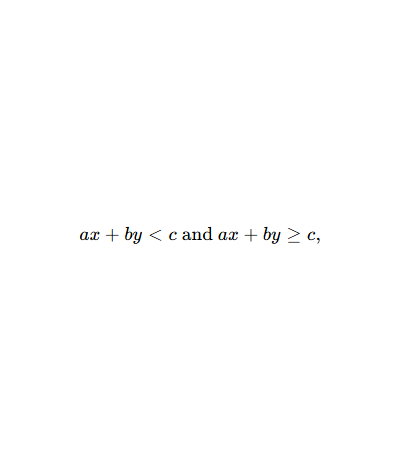 ax + by < c and ax + by ≥ c,